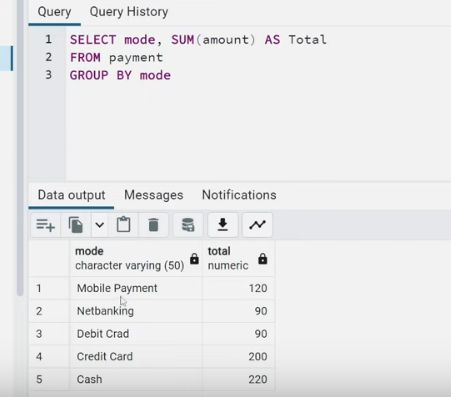 Query Query History
1 SELECT mode, SUM(amount) AS Total
2 FROM payment
3 GROUP BY mode
Data output Messages Notifications
mode total
character varying (50) numeric
1 Mobile Payment 120
2 Netbanking 90
3 Debit Crad 90
4 Credit Card 200
5 Cash 220